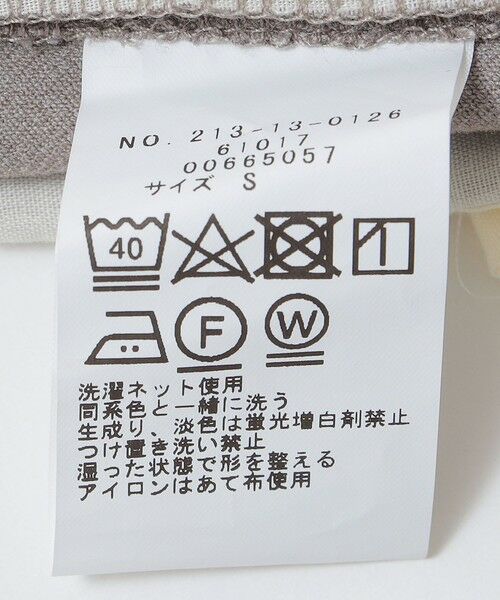 NO. 213-13-0126
61017
00665057
サイズ S
40
F W
洗濯ネット使用
同系色と一緒に洗う
生成り、淡色は蛍光増白剤禁止
つけ置き洗い禁止
湿った状態で形を整える
アイロンはあて布使用